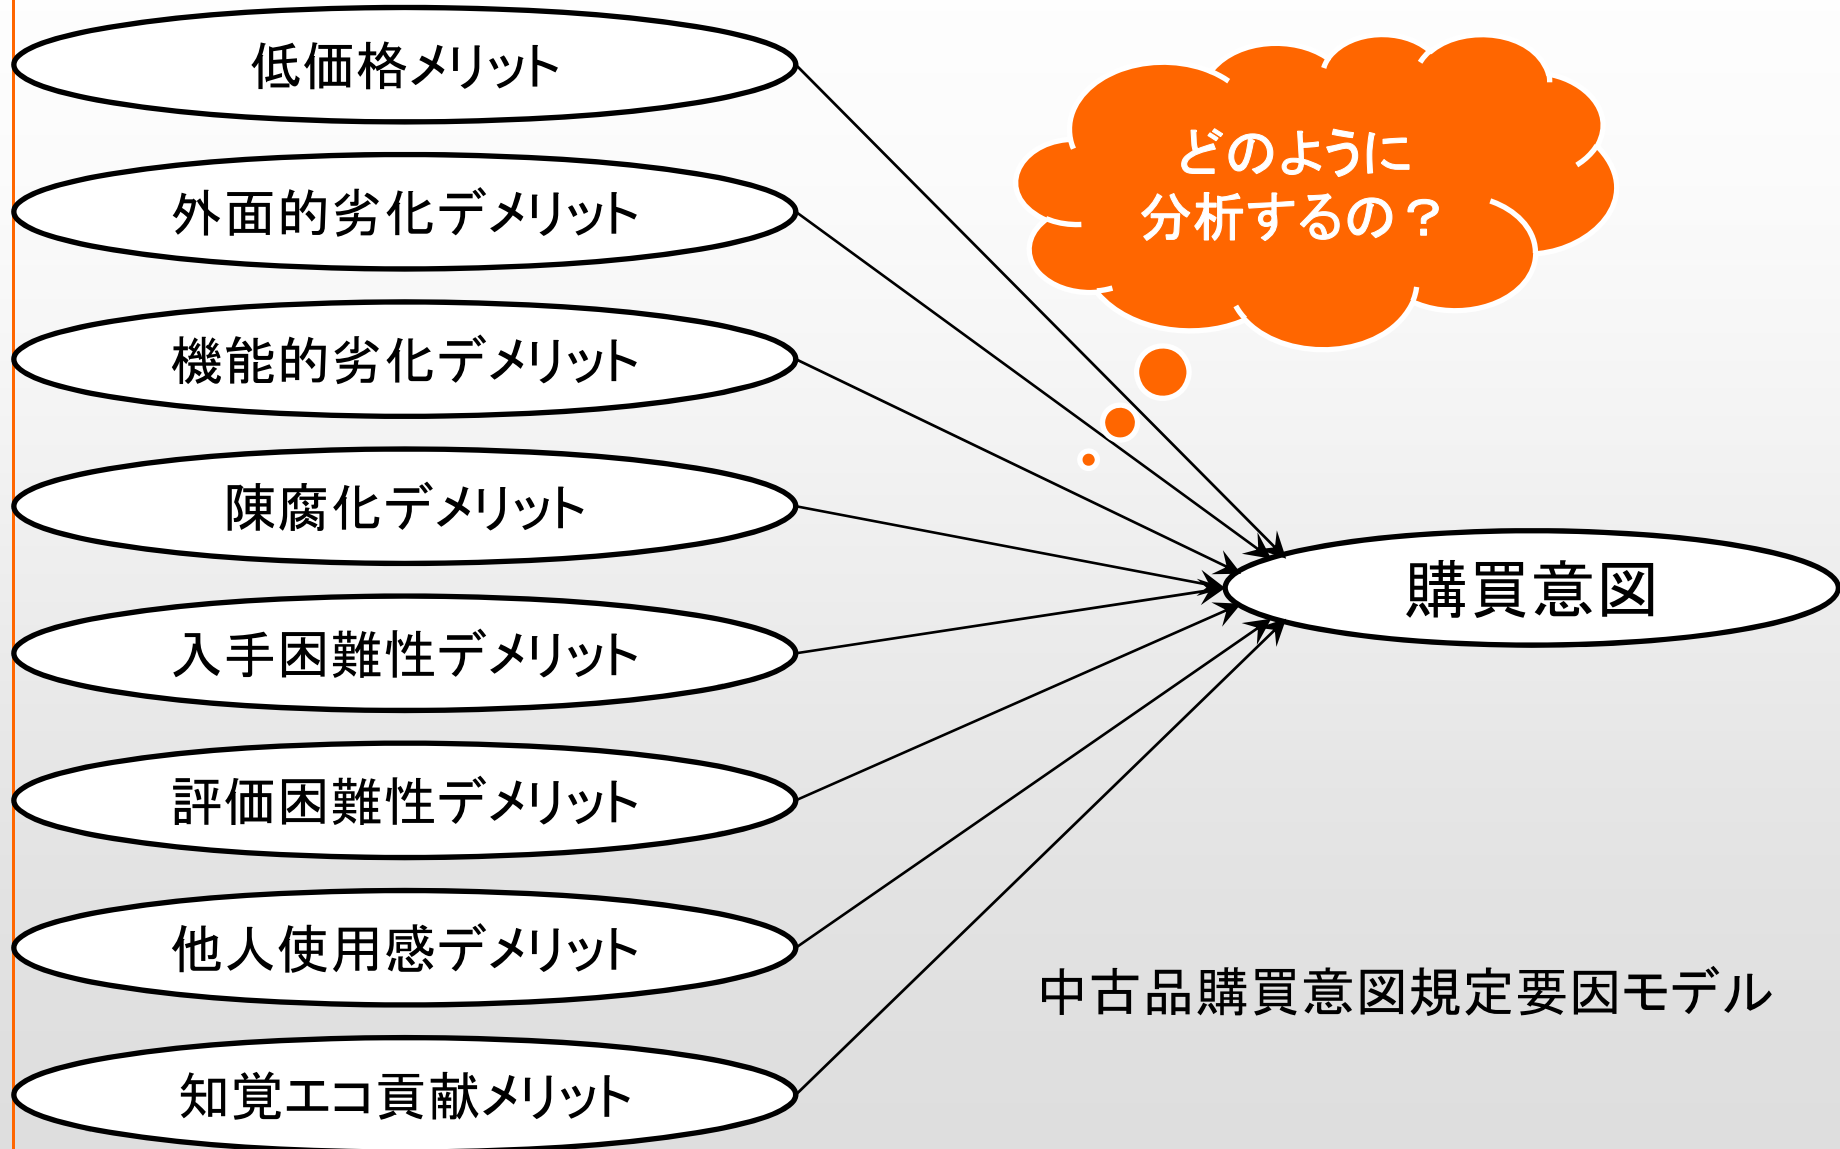 低価格メリット
どのように
分析するの？
外面的劣化デメリット
機能的劣化デメリット
陳腐化デメリット
購買意図
入手困難性デメリット
評価困難性デメリット
他人使用感デメリット
中古品購買意図規定要因モデル
知覚エコ貢献メリット